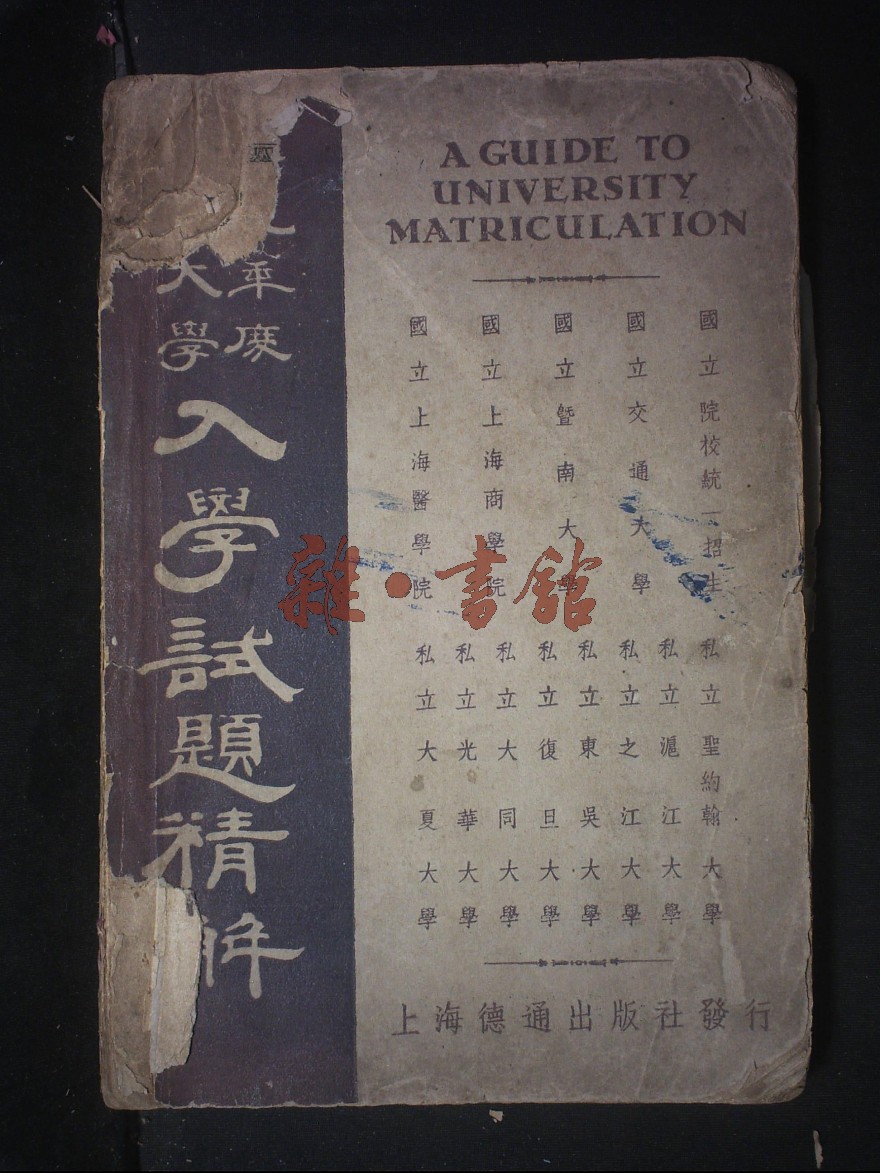 A GUIDE TO
UNIVERSITY
MATRICULATION
年度
大學
入學試題精解
國立院校統一招生
國立交通大學
國立暨南大學
國立上海商學院
國立上海醫學院
私立聖約翰大學
私立滬江大學
私立之江大學
私立東吳大學
私立復旦大學
私立大同大學
私立光華大學
私立大夏大學
上海德通出版社發行
雜·書館